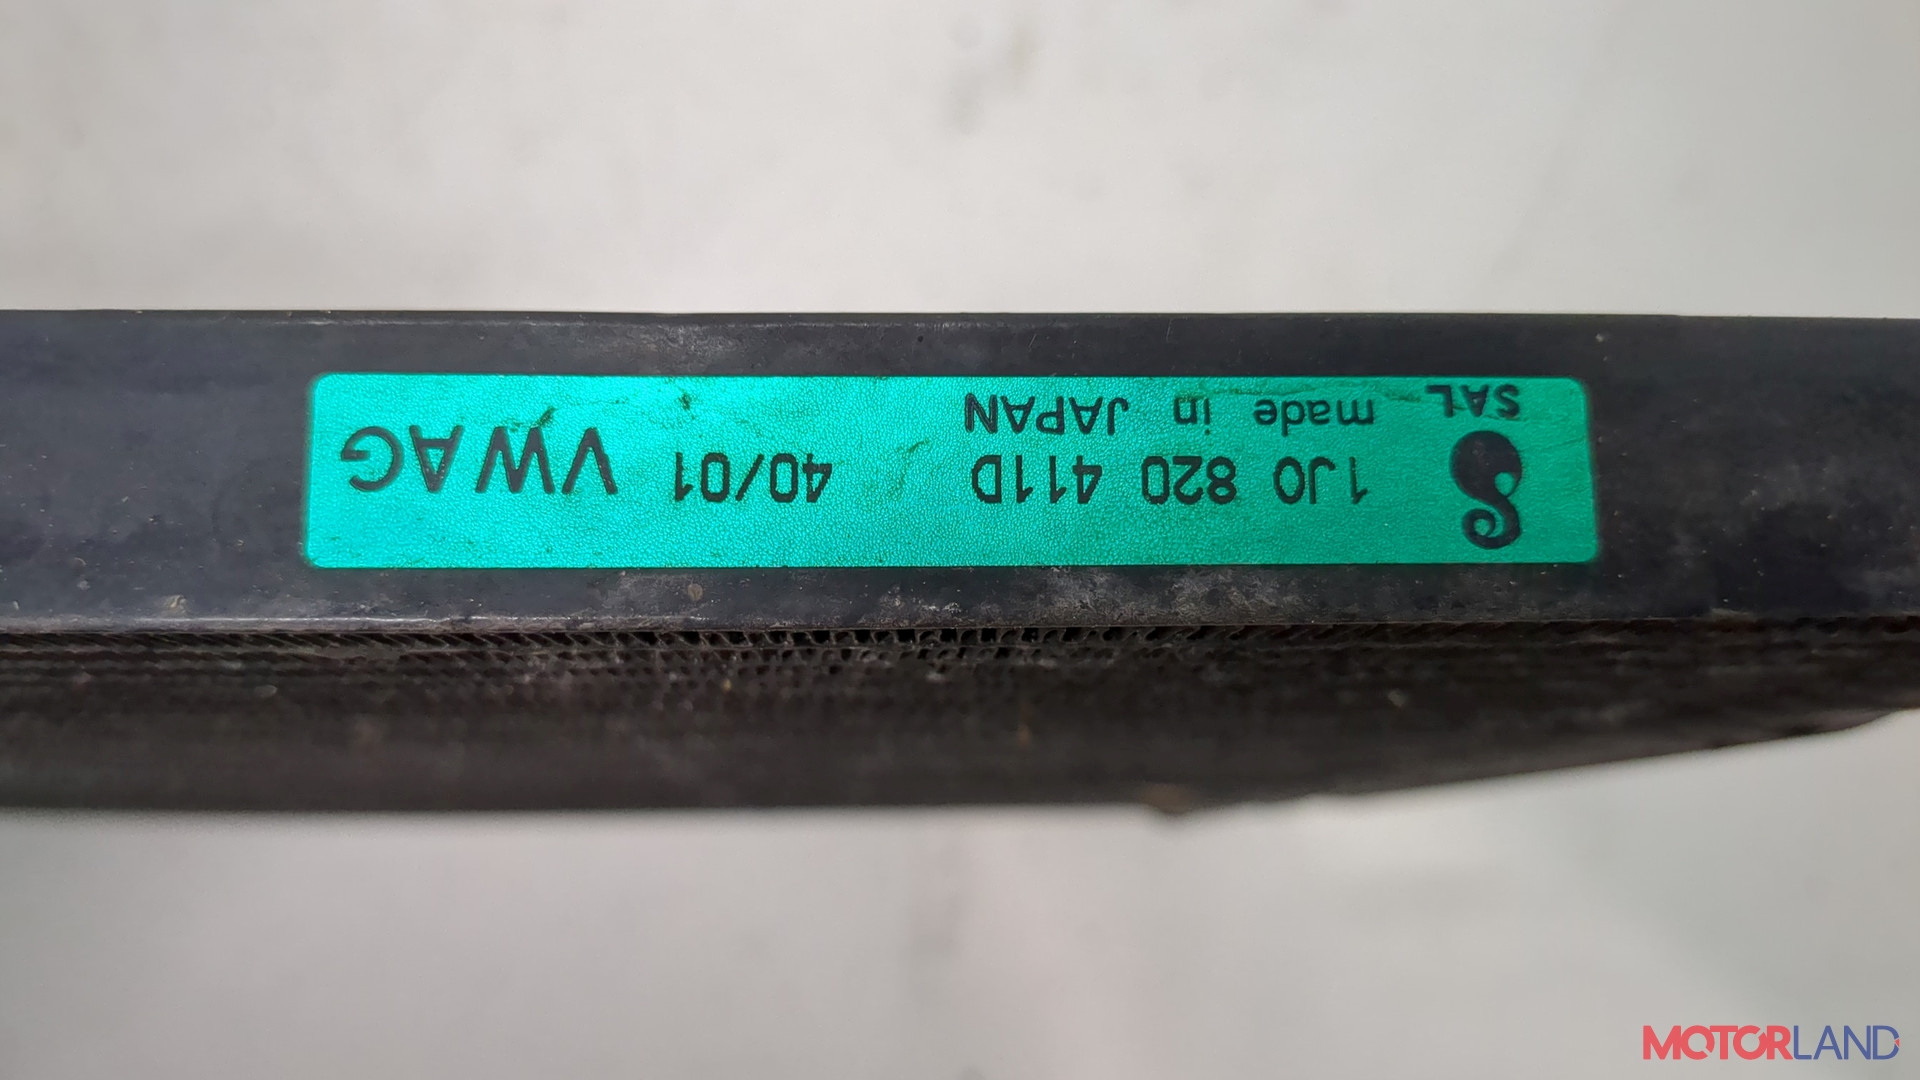 1J0 820 411D 40/01 VWAG
SAL made in JAPAN
MOTORLAND